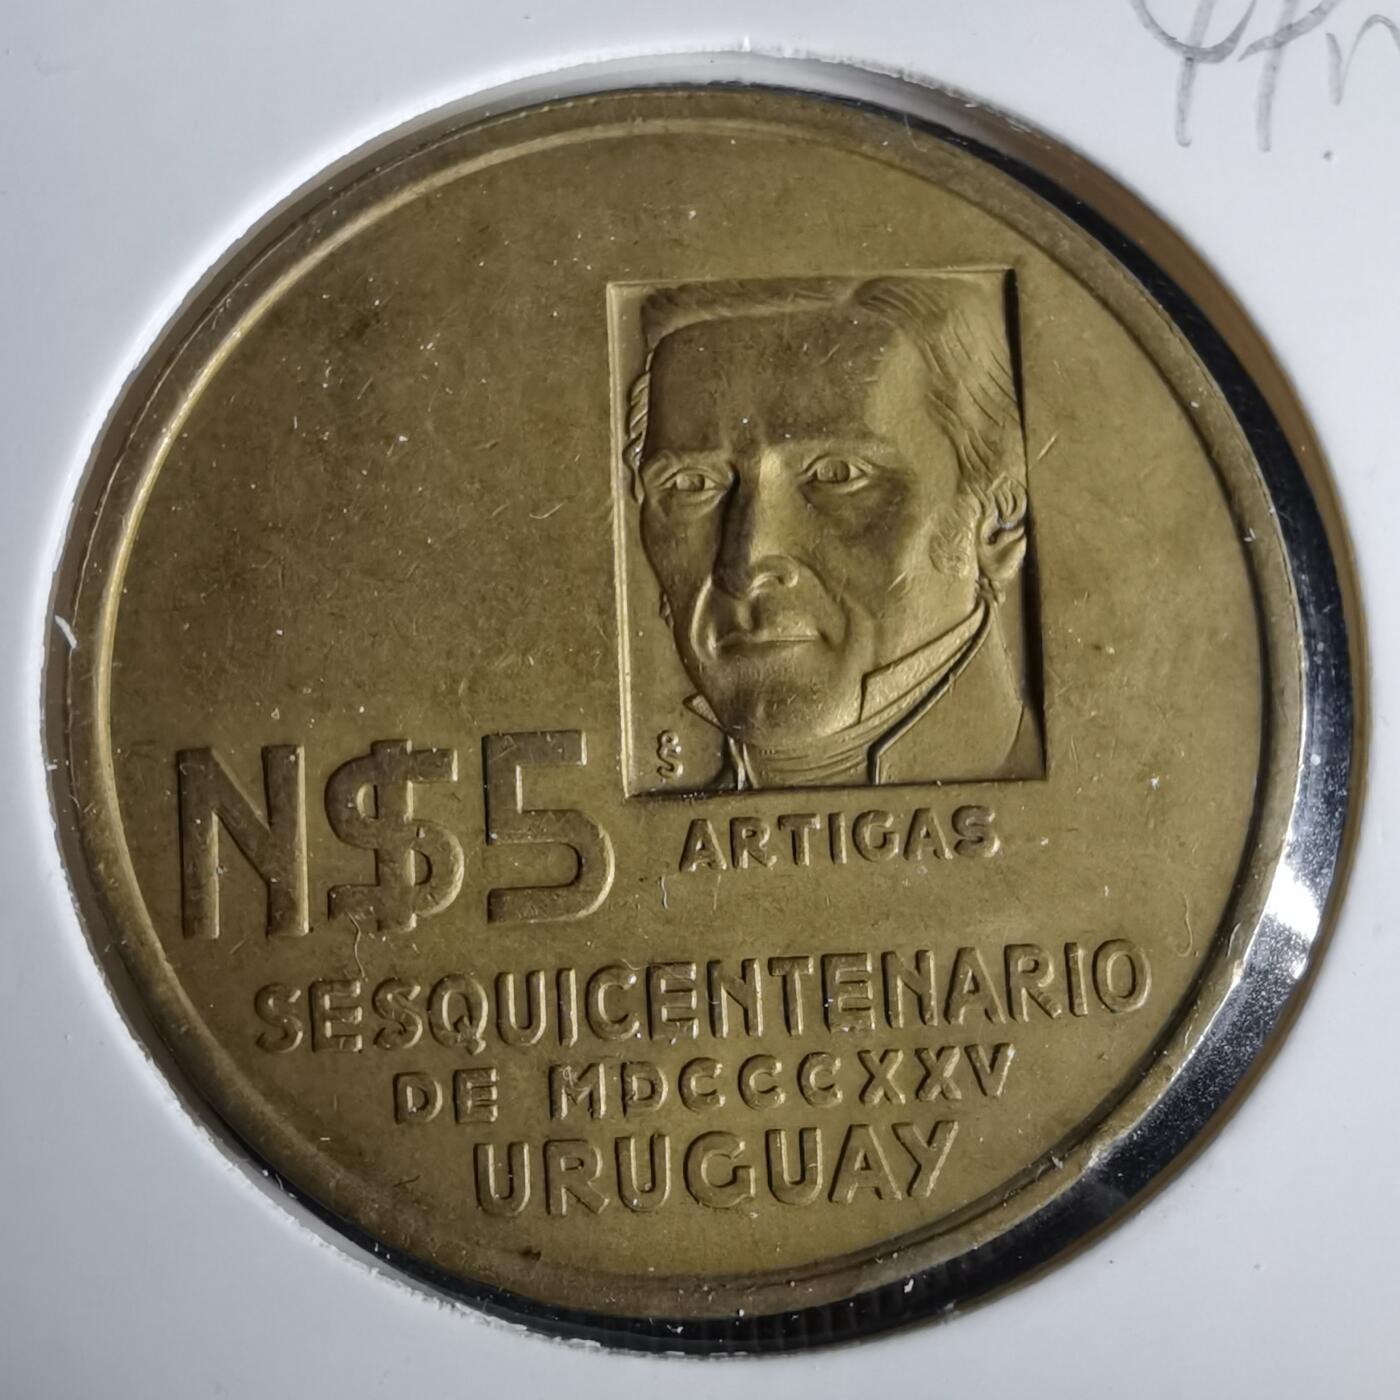 N$5
ARTIGAS
SESQUICENTENARIO
DE MDCCCXXV
URUGUAY